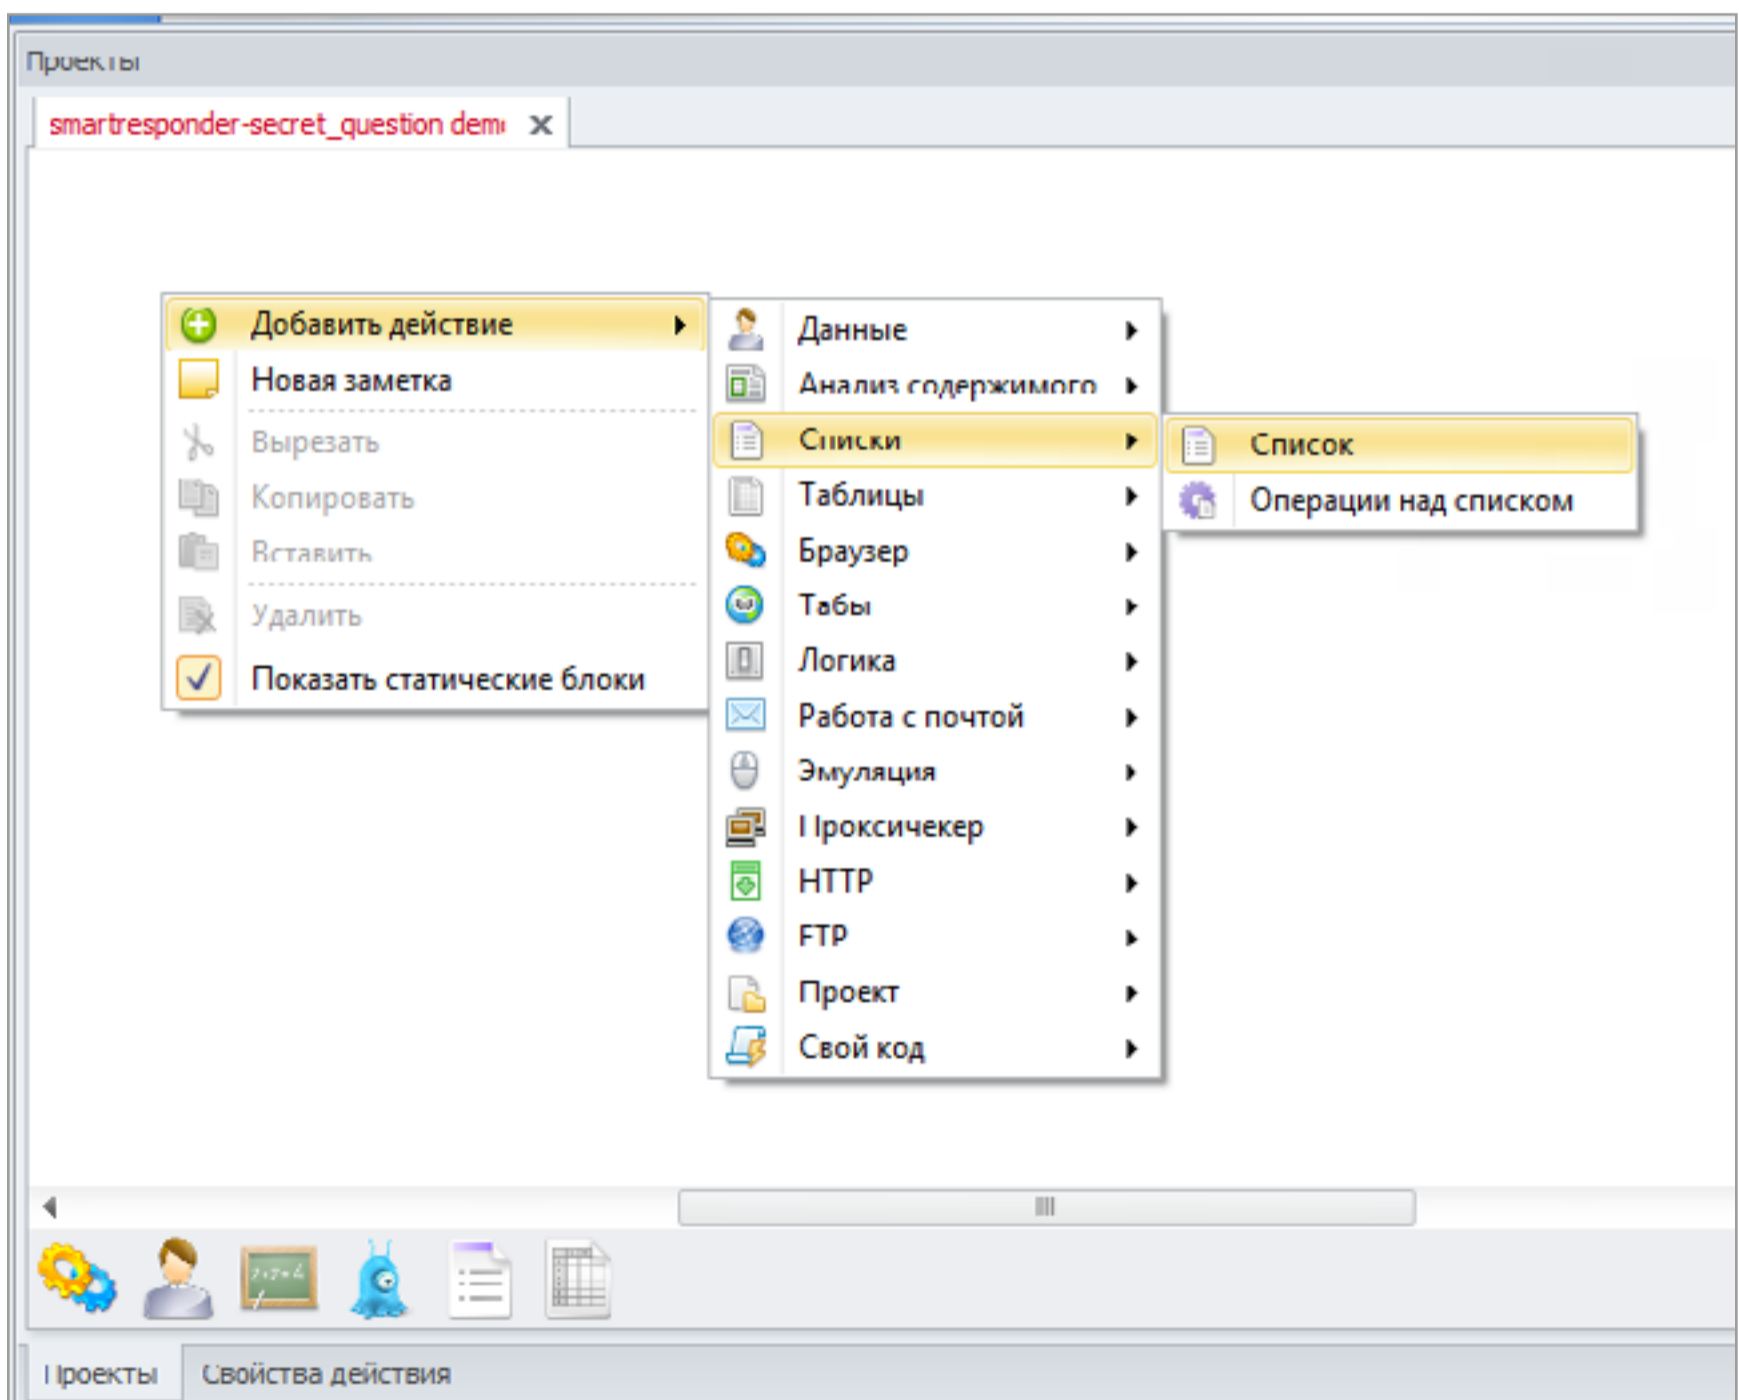 Проекты
smartresponder-secret_question dem
Добавить действие
Новая заметка
Вырезать
Копировать
Вставить
Удалить
Показать статические блоки
Данные
Анализ содержимого
Списки
Таблицы
Браузер
Табы
Логика
Работа с почтой
Эмуляция
Проксичекер
HTTP
FTP
Проект
Свой код
Список
Операции над списком
Проекты
Свойства действия